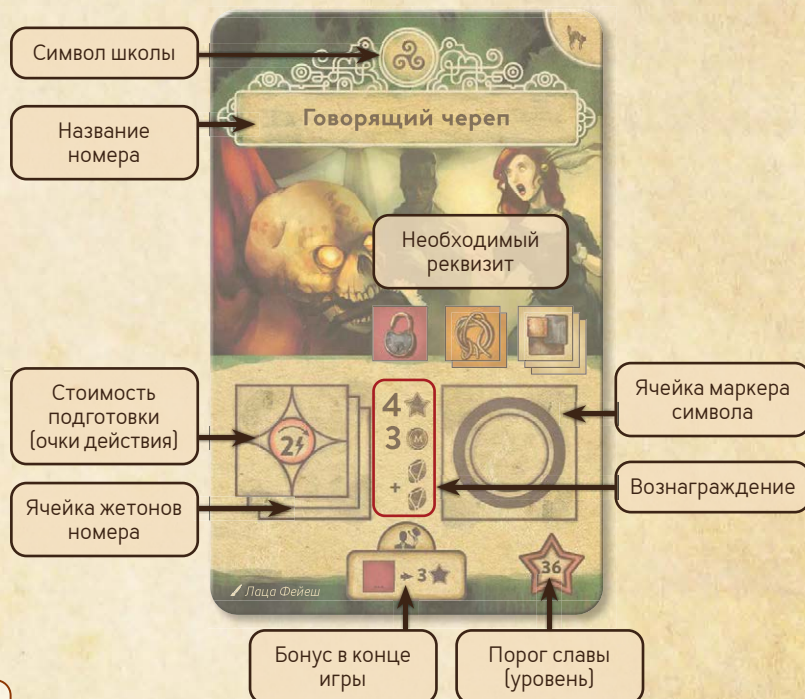 Символ школы
Название
номера
Говорящий череп
Необходимый
реквизит
Стоимость
подготовки
(очки действия)
2
4
3 М
+
Ячейка маркера
символа
Вознаграждение
Ячейка жетонов
номера
3
36
Лаца Фейеш
Бонус в конце
игры
Порог славы
(уровень)